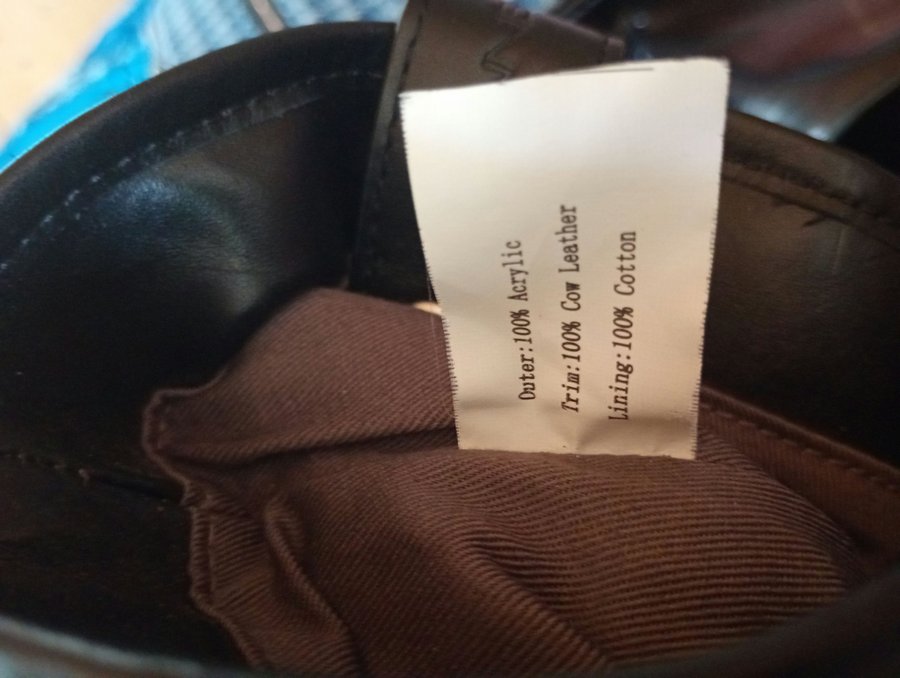 Outer:100% Acrylic
Trim:100% Cow Leather
Lining:100% Cotton